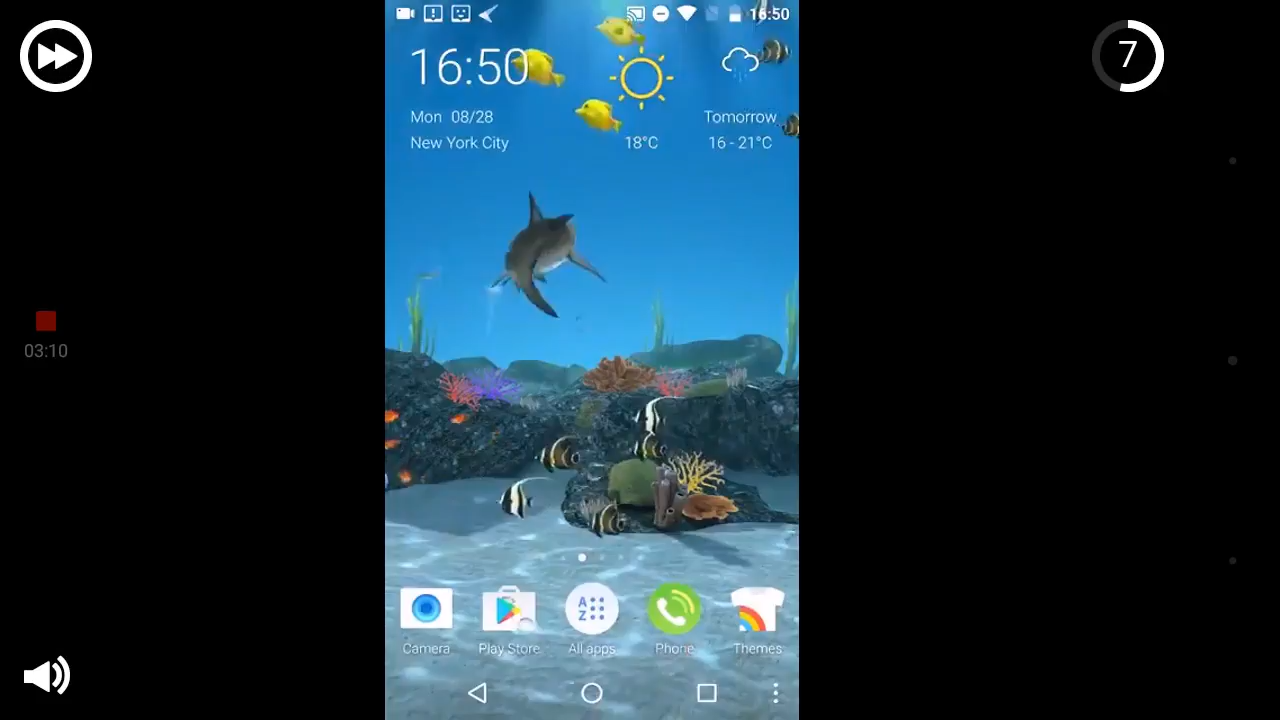 16:50
7
16:50
Mon 08/28
New York City
18°C
Tomorrow
16 - 21°C
03:10
A
Z
Camera
Play Store
All apps
Phone
Themes